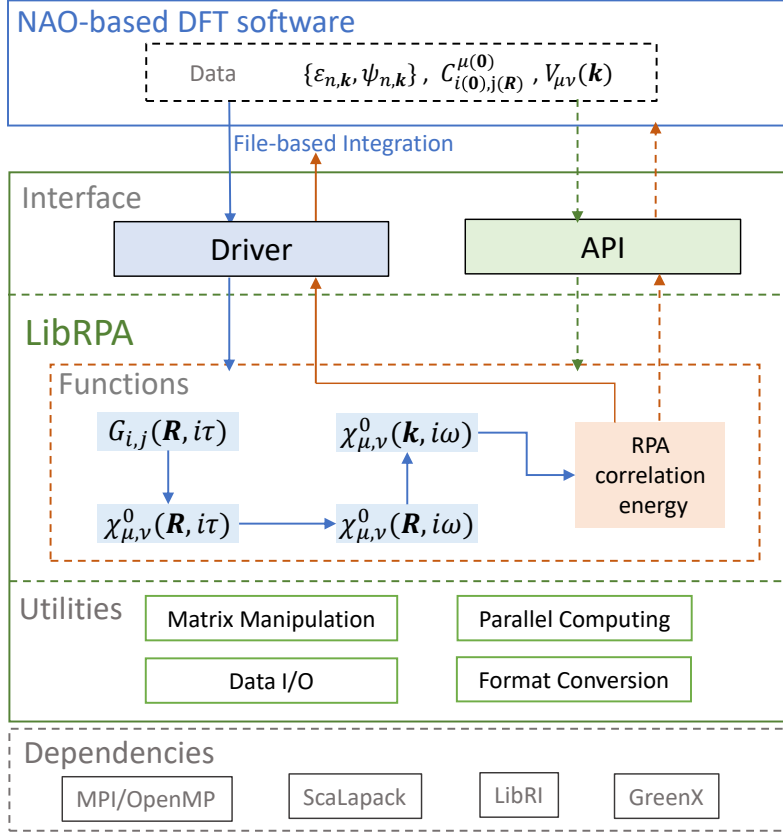 NAO-based DFT software
Data {ε_{n,𝒌}, ψ_{n,𝒌}} , C_{i(𝟎),j(𝑹)}^{μ(𝟎)} , V_{μν}(𝒌)
File-based Integration
Interface
Driver
API
LibRPA
Functions
G_{i,j}(𝑹, iτ)
χ^0_{μ,ν}(𝒌, iω)
RPA
correlation
energy
χ^0_{μ,ν}(𝑹, iτ)
χ^0_{μ,ν}(𝑹, iω)
Utilities
Matrix Manipulation
Parallel Computing
Data I/O
Format Conversion
Dependencies
MPI/OpenMP
ScaLapack
LibRI
GreenX